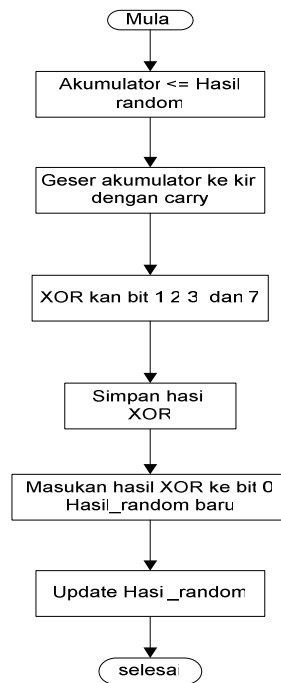 Mula
Akumulator <= Hasil
random
Geser akumulator ke kir
dengan carry
XOR kan bit 1 2 3 dan 7
Simpan hasi
XOR
Masukan hasil XOR ke bit 0
Hasil_random baru
Update Hasi _random
selesai